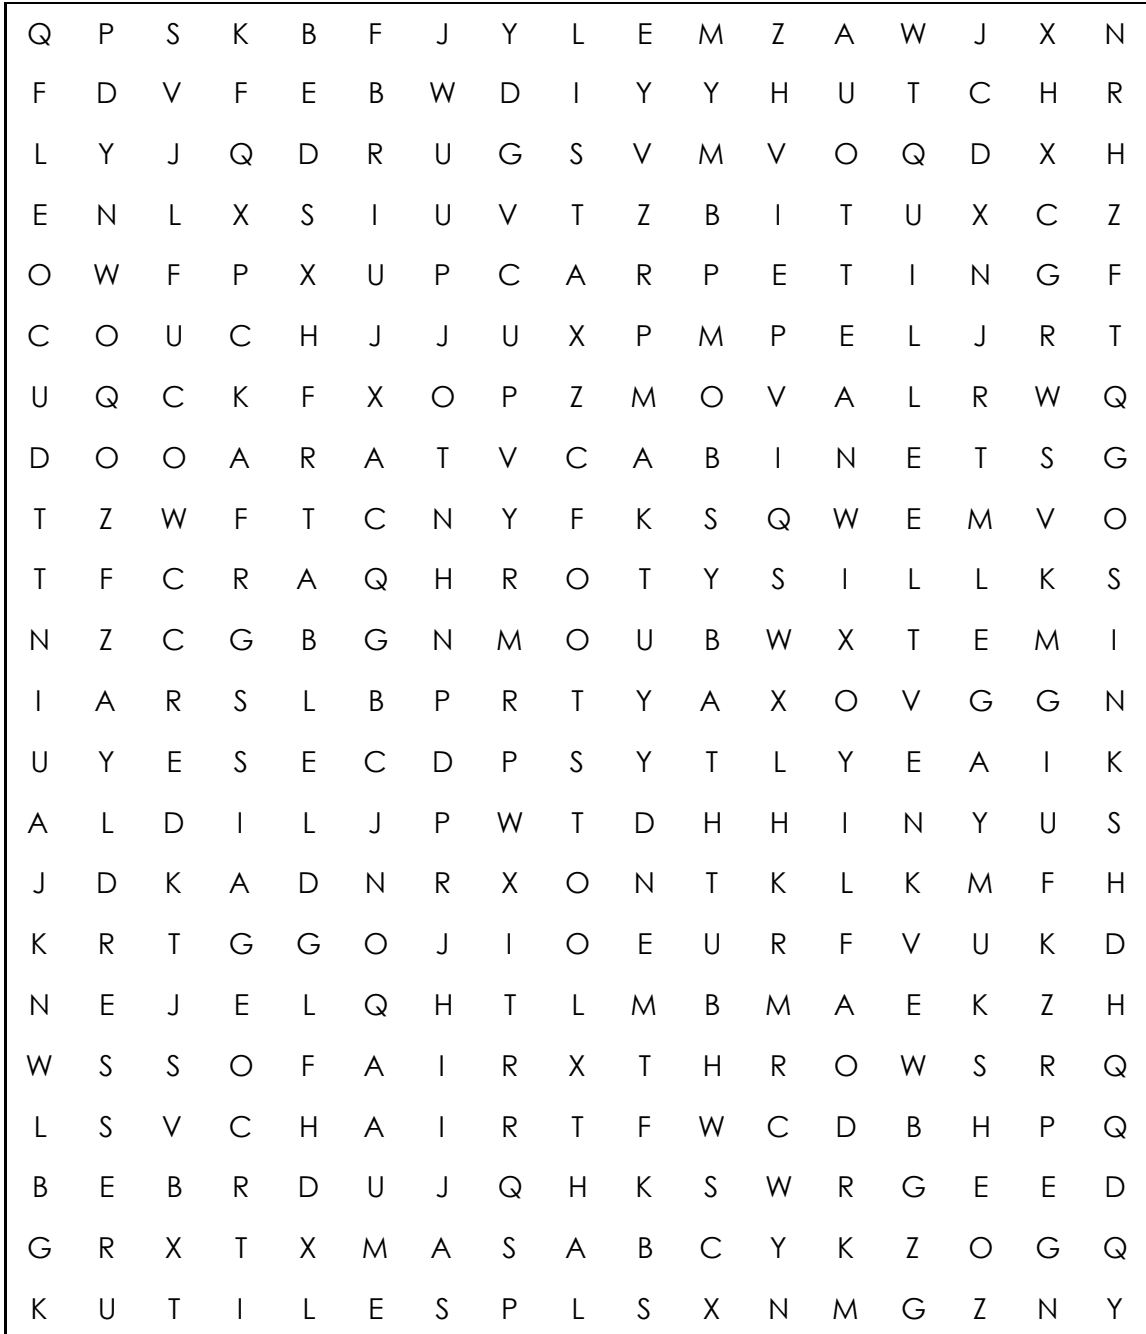 Q P S K B F J Y L E M Z A W J X N
F D V F E B W D I Y Y H U T C H R
L Y J Q D R U G S V M V O Q D X H
E N L X S I U V T Z B I T U X C Z
O W F P X U P C A R P E T I N G F
C O U C H J J U X P M P E L J R T
U Q C K F X O P Z M O V A L R W Q
D O O A R A T V C A B I N E T S G
T Z W F T C N Y F K S Q W E M V O
T F C R A Q H R O T Y S I L L K S
N Z C G B G N M O U B W X T E M I
I A R S L B P R T Y A X O V G G N
U Y E S E C D P S Y T L Y E A I K
A L D I L J P W T D H H I N Y U S
J D K A D N R X O N T K L K M F H
K R T G G O J I O E U R F V U K D
N E J E L Q H T L M B M A E K Z H
W S S O F A I R X T H R O W S R Q
L S V C H A I R T F W C D B H P Q
B E B R D U J Q H K S W R G E E D
G R X T X M A S A B C Y K Z O G Q
K U T I L E S P L S X N M G Z N Y